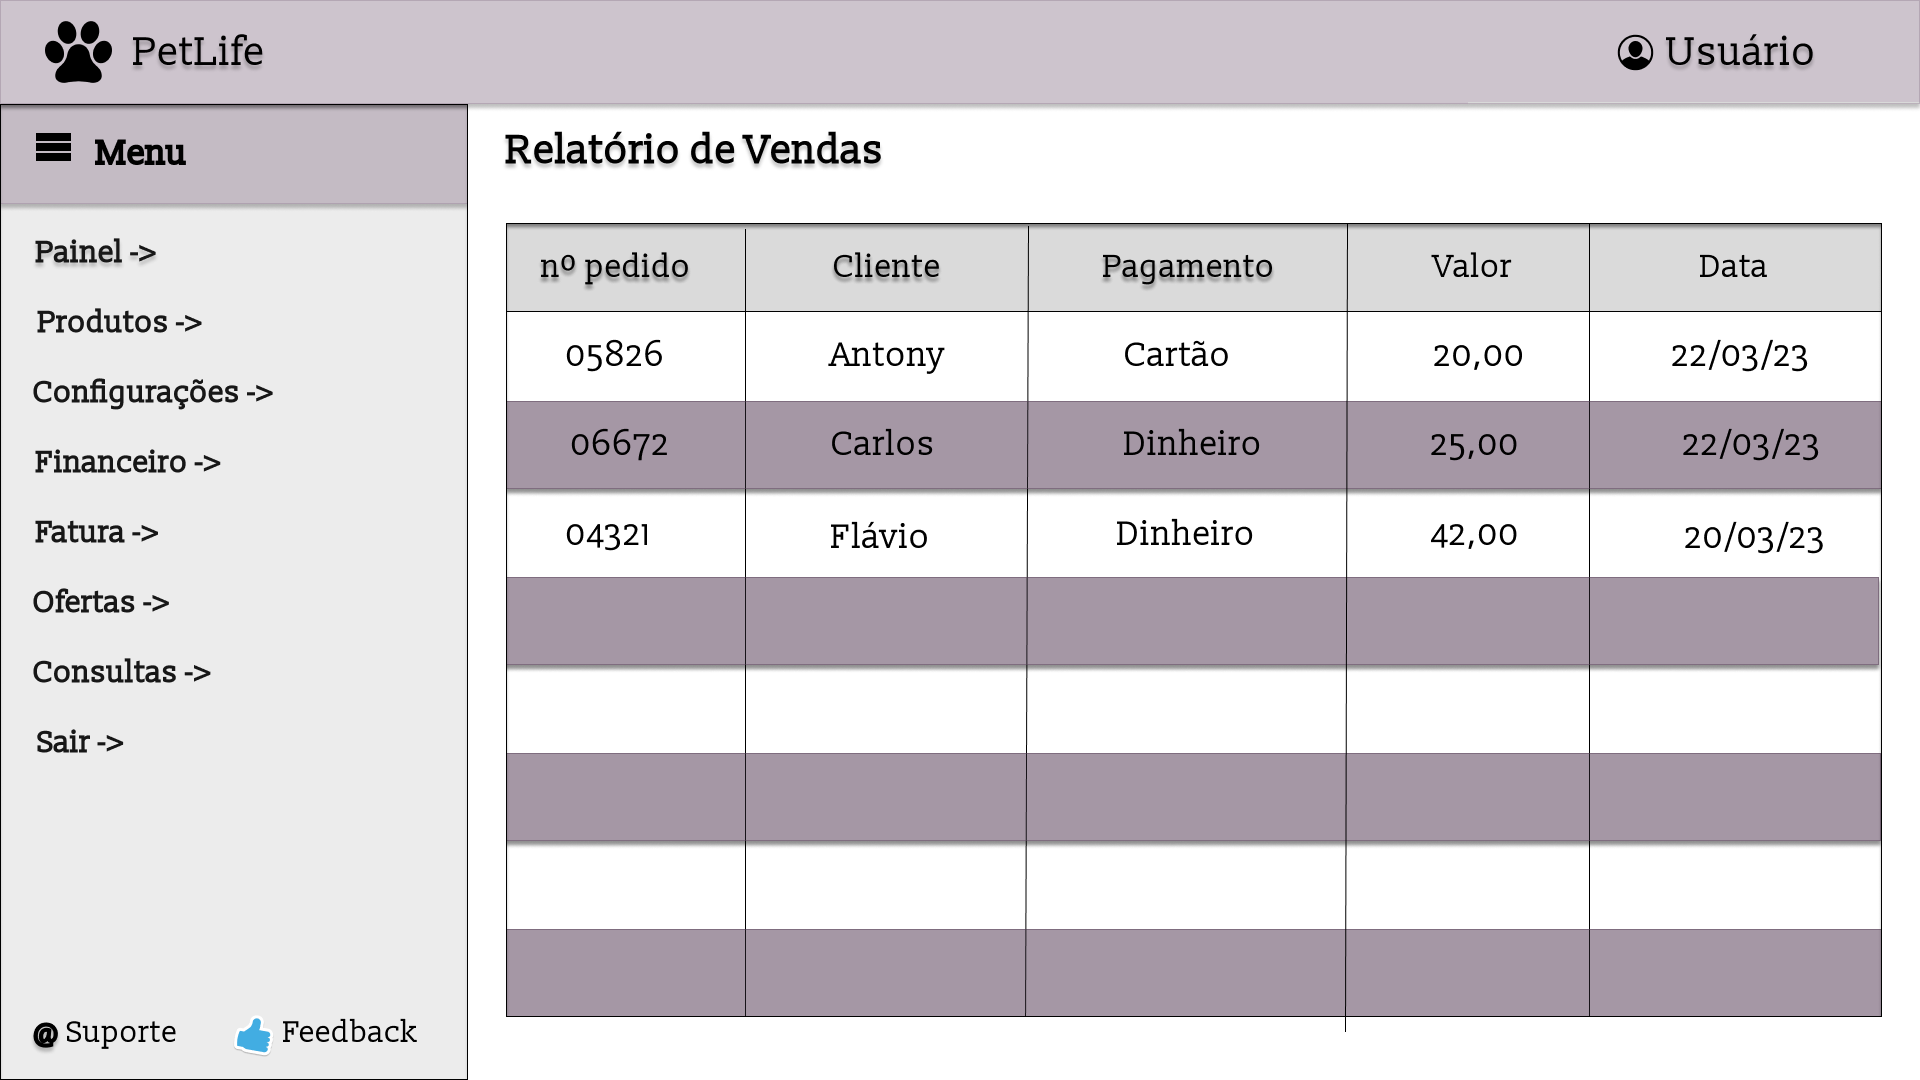 PetLife
Usuário
Menu
Painel ->
Produtos ->
Configurações ->
Financeiro ->
Fatura ->
Ofertas ->
Consultas ->
Sair ->
@ Suporte
Feedback
Relatório de Vendas
nº pedido Cliente Pagamento Valor Data
05826 Antony Cartão 20,00 22/03/23
06672 Carlos Dinheiro 25,00 22/03/23
04321 Flávio Dinheiro 42,00 20/03/23